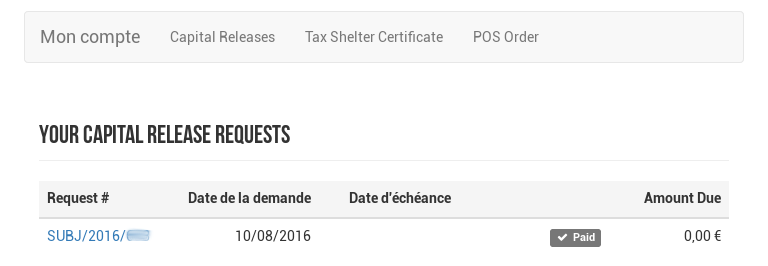 Mon compte Capital Releases Tax Shelter Certificate POS Order
YOUR CAPITAL RELEASE REQUESTS
Request # Date de la demande Date d'échéance Amount Due
SUBJ/2016/ 10/08/2016 Paid 0,00 €